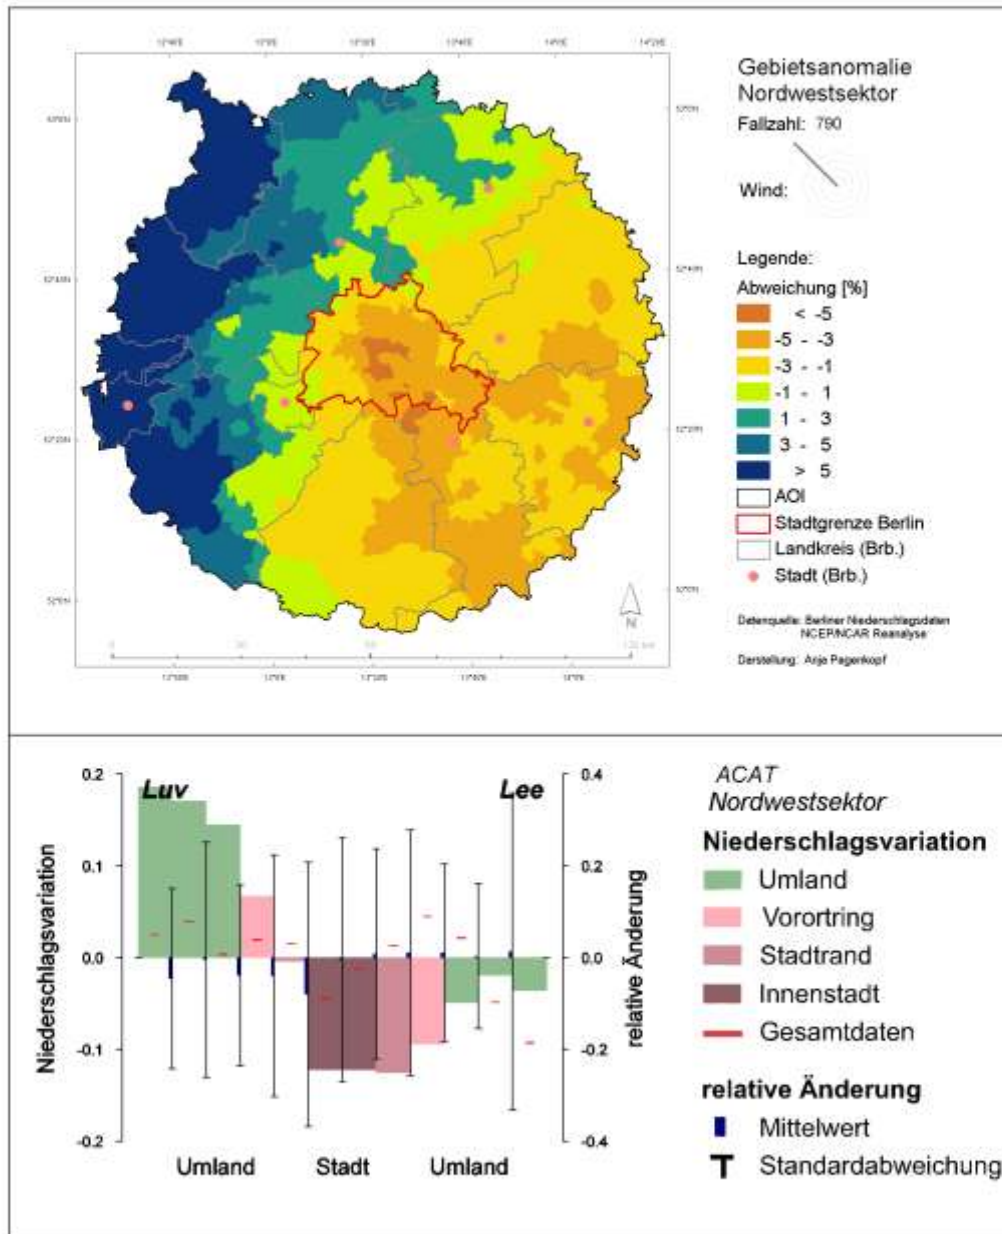 Gebietsanomalie
Nordwestsektor
Fallzahl: 790
Wind:
Legende:
Abweichung [%]
< -5
-5 - -3
-3 - -1
-1 - 1
1 - 3
3 - 5
> 5
AOI
Stadtgrenze Berlin
Landkreis (Brb.)
Stadt (Brb.)
N
Datenquelle: Berliner Niederschlagsdaten
NCEP/NCAR Reanalyse
Darstellung: Anja Pagenkopf
Luv
Lee
Niederschlagsvariation
0.2
0.1
0.0
-0.1
-0.2
relative Änderung
0.4
0.2
0.0
-0.2
-0.4
Umland
Stadt
Umland
ACAT
Nordwestsektor
Niederschlagsvariation
Umland
Vorortring
Stadtrand
Innenstadt
Gesamtdaten
relative Änderung
Mittelwert
Standardabweichung